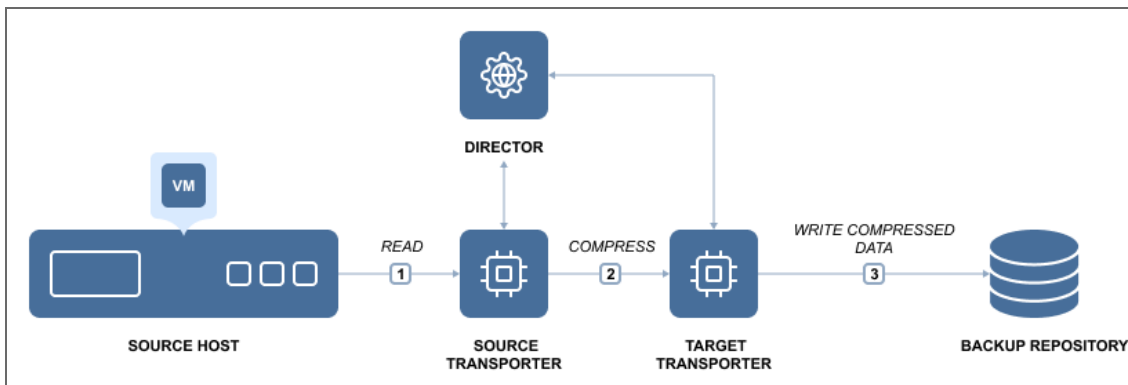 DIRECTOR
VM
READ
1
COMPRESS
2
WRITE COMPRESSED
DATA
3
SOURCE HOST
SOURCE
TRANSPORTER
TARGET
TRANSPORTER
BACKUP REPOSITORY